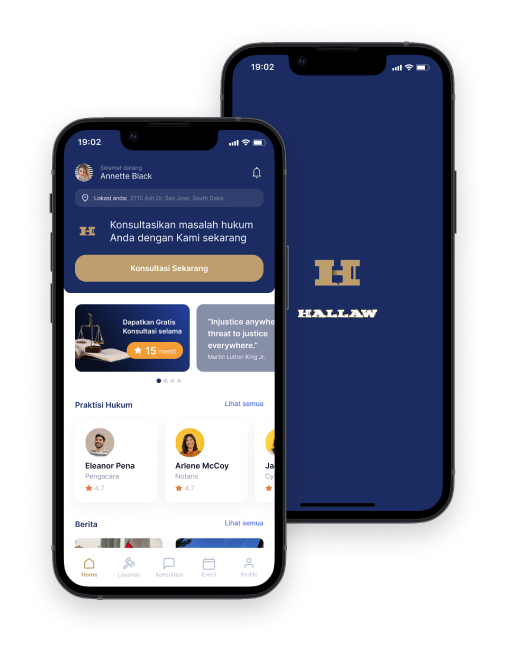 19:02
Selamat datang
Annette Black
Lokasi anda: 2715 Ash Dr. San Jose, South Dako...
H
Konsultasikan masalah hukum
Anda dengan Kami sekarang
Konsultasi Sekarang
Dapatkan Gratis
Konsultasi selama
15 menit
"Injustice anywhe
threat to justice
everywhere."
Martin Luther King Jr.
Praktisi Hukum
Lihat semua
Eleanor Pena
Pengacara
4.7
Arlene McCoy
Notaris
4.7
Ja
Cy
Berita
Lihat semua
Home
Layanan
Konsultasi
Event
Profile
19:02
H
HALLAW